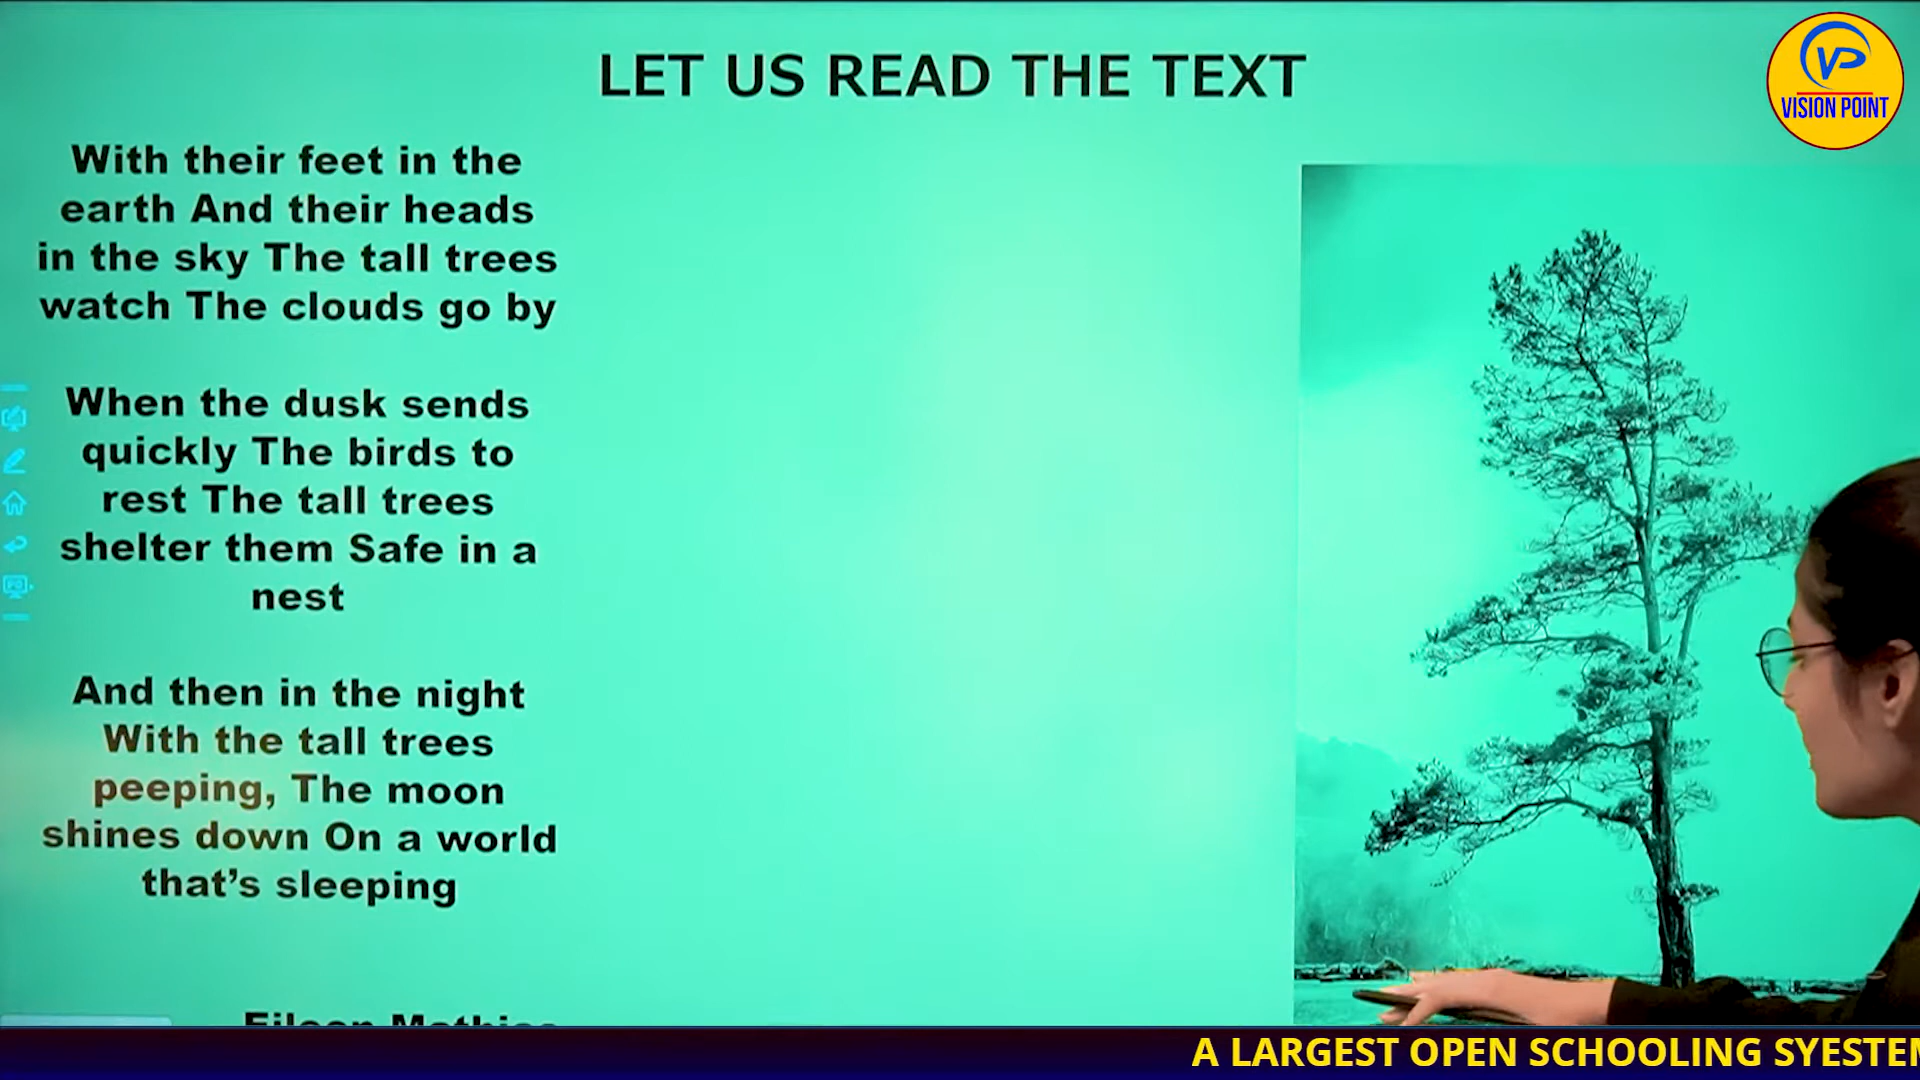 LET US READ THE TEXT
VP
VISION POINT
With their feet in the
earth And their heads
in the sky The tall trees
watch The clouds go by
When the dusk sends
quickly The birds to
rest The tall trees
shelter them Safe in a
nest
And then in the night
With the tall trees
peeping, The moon
shines down On a world
that's sleeping
A LARGEST OPEN SCHOOLING SYESTEM